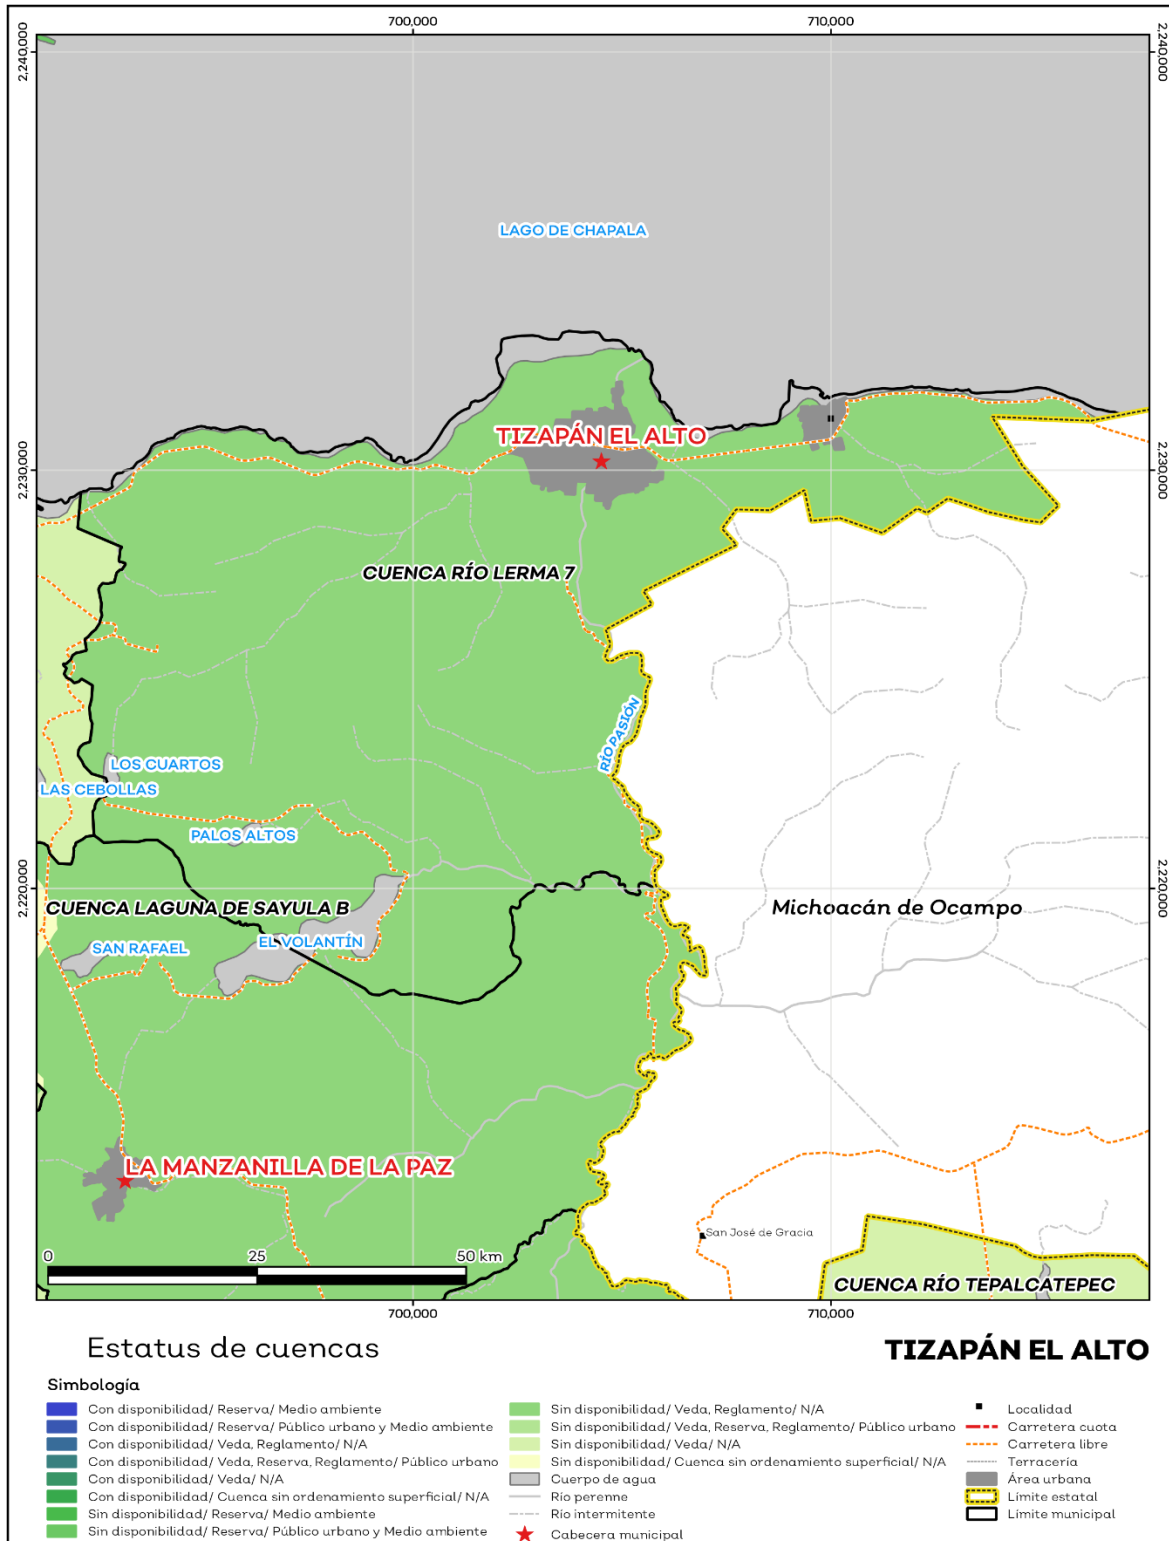 700,000
710,000
2,240,000
2,240,000
LAGO DE CHAPALA
TIZAPÁN EL ALTO
2,230,000
2,230,000
CUENCA RÍO LERMA 7
RÍO PASIÓN
LOS CUARTOS
LAS CEBOLLAS
PALOS ALTOS
2,220,000
2,220,000
CUENCA LAGUNA DE SAYULA B
Michoacán de Ocampo
SAN RAFAEL
EL VOLANTÍN
LA MANZANILLA DE LA PAZ
San José de Gracia
0 25 50 km
CUENCA RÍO TEPALCATEPEC
700,000
710,000
Estatus de cuencas
TIZAPÁN EL ALTO
Simbología
Con disponibilidad/ Reserva/ Medio ambiente
Con disponibilidad/ Reserva/ Público urbano y Medio ambiente
Con disponibilidad/ Veda, Reglamento/ N/A
Con disponibilidad/ Veda, Reserva, Reglamento/ Público urbano
Con disponibilidad/ Veda/ N/A
Con disponibilidad/ Cuenca sin ordenamiento superficial/ N/A
Sin disponibilidad/ Reserva/ Medio ambiente
Sin disponibilidad/ Reserva/ Público urbano y Medio ambiente
Sin disponibilidad/ Veda, Reglamento/ N/A
Sin disponibilidad/ Veda, Reserva, Reglamento/ Público urbano
Sin disponibilidad/ Veda/ N/A
Sin disponibilidad/ Cuenca sin ordenamiento superficial/ N/A
Cuerpo de agua
Río perenne
Río intermitente
Cabecera municipal
Localidad
Carretera cuota
Carretera libre
Terracería
Área urbana
Límite estatal
Límite municipal